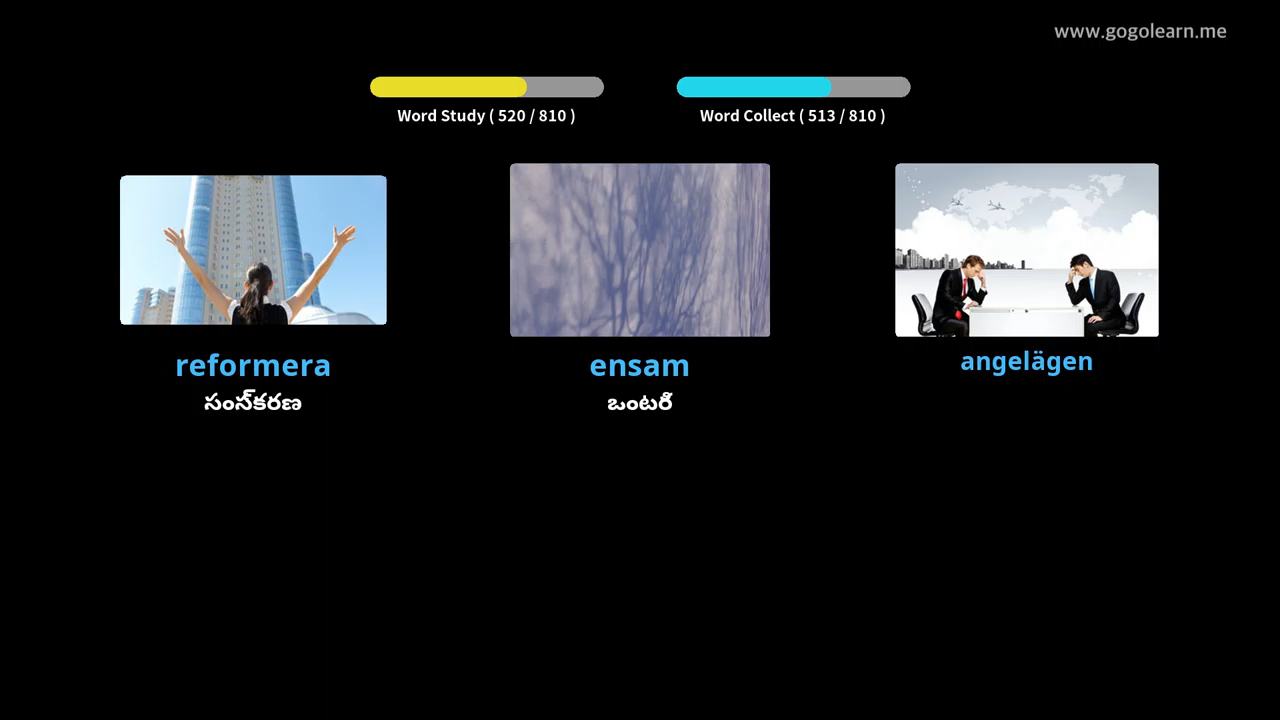 www.gogolearn.me
Word Study ( 520 / 810 )
Word Collect ( 513 / 810 )
reformera
సంస్కరణ
ensam
ఒంటరి
angelägen